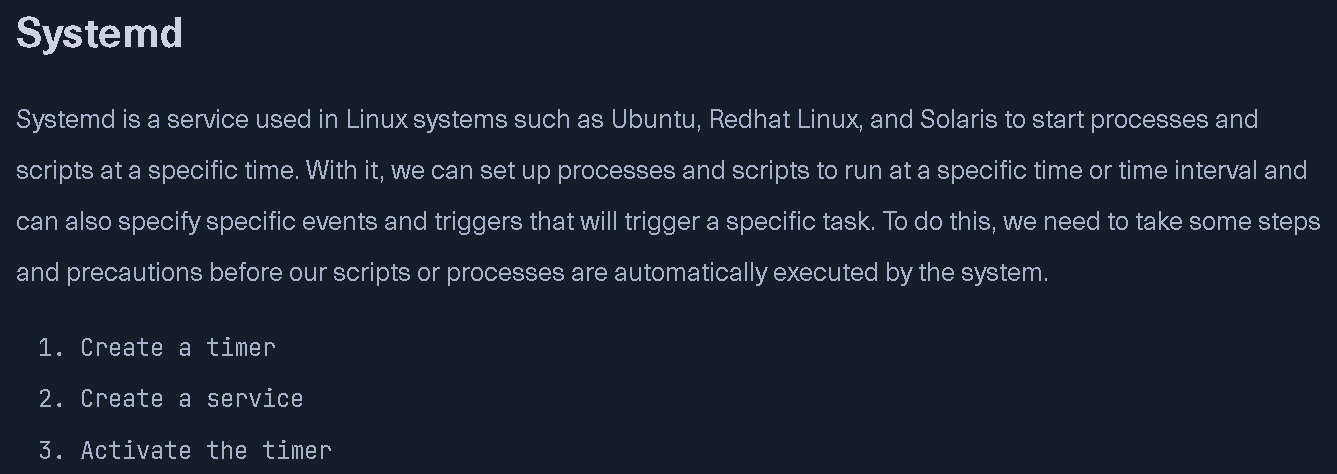 Systemd
Systemd is a service used in Linux systems such as Ubuntu, Redhat Linux, and Solaris to start processes and
scripts at a specific time. With it, we can set up processes and scripts to run at a specific time or time interval and
can also specify specific events and triggers that will trigger a specific task. To do this, we need to take some steps
and precautions before our scripts or processes are automatically executed by the system.
1. Create a timer
2. Create a service
3. Activate the timer